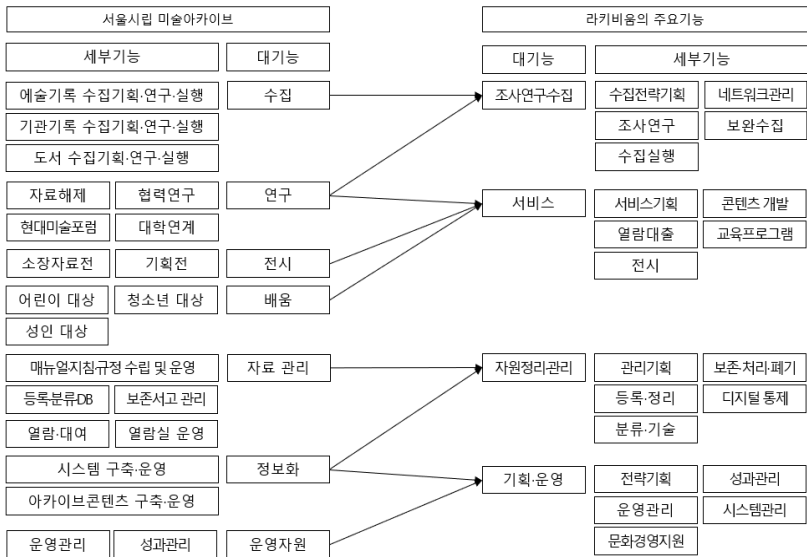 서울시립 미술아카이브
세부기능
대기능
예술기록 수집기획·연구·실행
수집
기관기록 수집기획·연구·실행
도서 수집기획·연구·실행
자료해제
협력연구
연구
현대미술포럼
대학연계
소장자료전
기획전
전시
어린이 대상
청소년 대상
배움
성인 대상
매뉴얼·지침·규정 수립 및 운영
자료 관리
등록·분류·DB
보존서고 관리
열람·대여
열람실 운영
시스템 구축·운영
정보화
아카이브콘텐츠 구축·운영
운영관리
성과관리
운영자원
라키비움의 주요기능
대기능
세부기능
조사연구수집
수집전략기획
네트워크관리
조사연구
보완수집
수집실행
서비스
서비스기획
콘텐츠 개발
열람대출
교육프로그램
전시
자원정리·관리
관리기획
보존·처리·폐기
등록·정리
디지털 통제
분류·기술
기획·운영
전략기획
성과관리
운영관리
시스템관리
문화경영지원